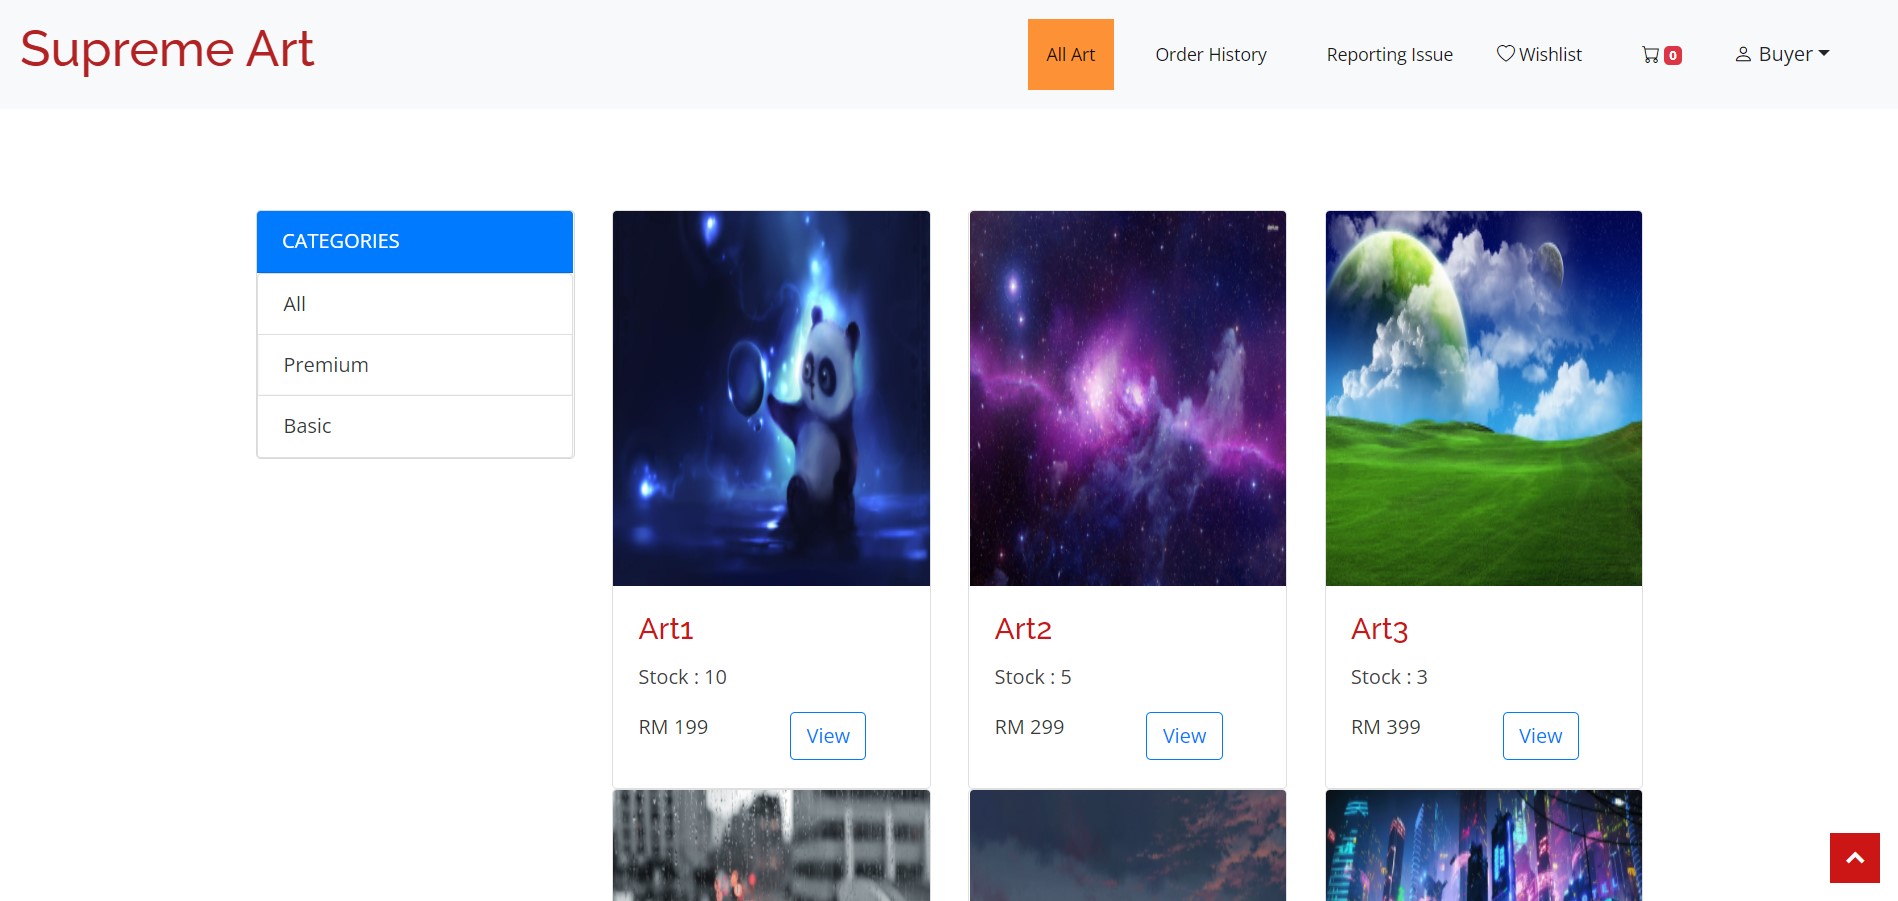 Supreme Art
All Art
Order History
Reporting Issue
Wishlist
0
Buyer
CATEGORIES
All
Premium
Basic
Art1
Stock : 10
RM 199
View
Art2
Stock : 5
RM 299
View
Art3
Stock : 3
RM 399
View